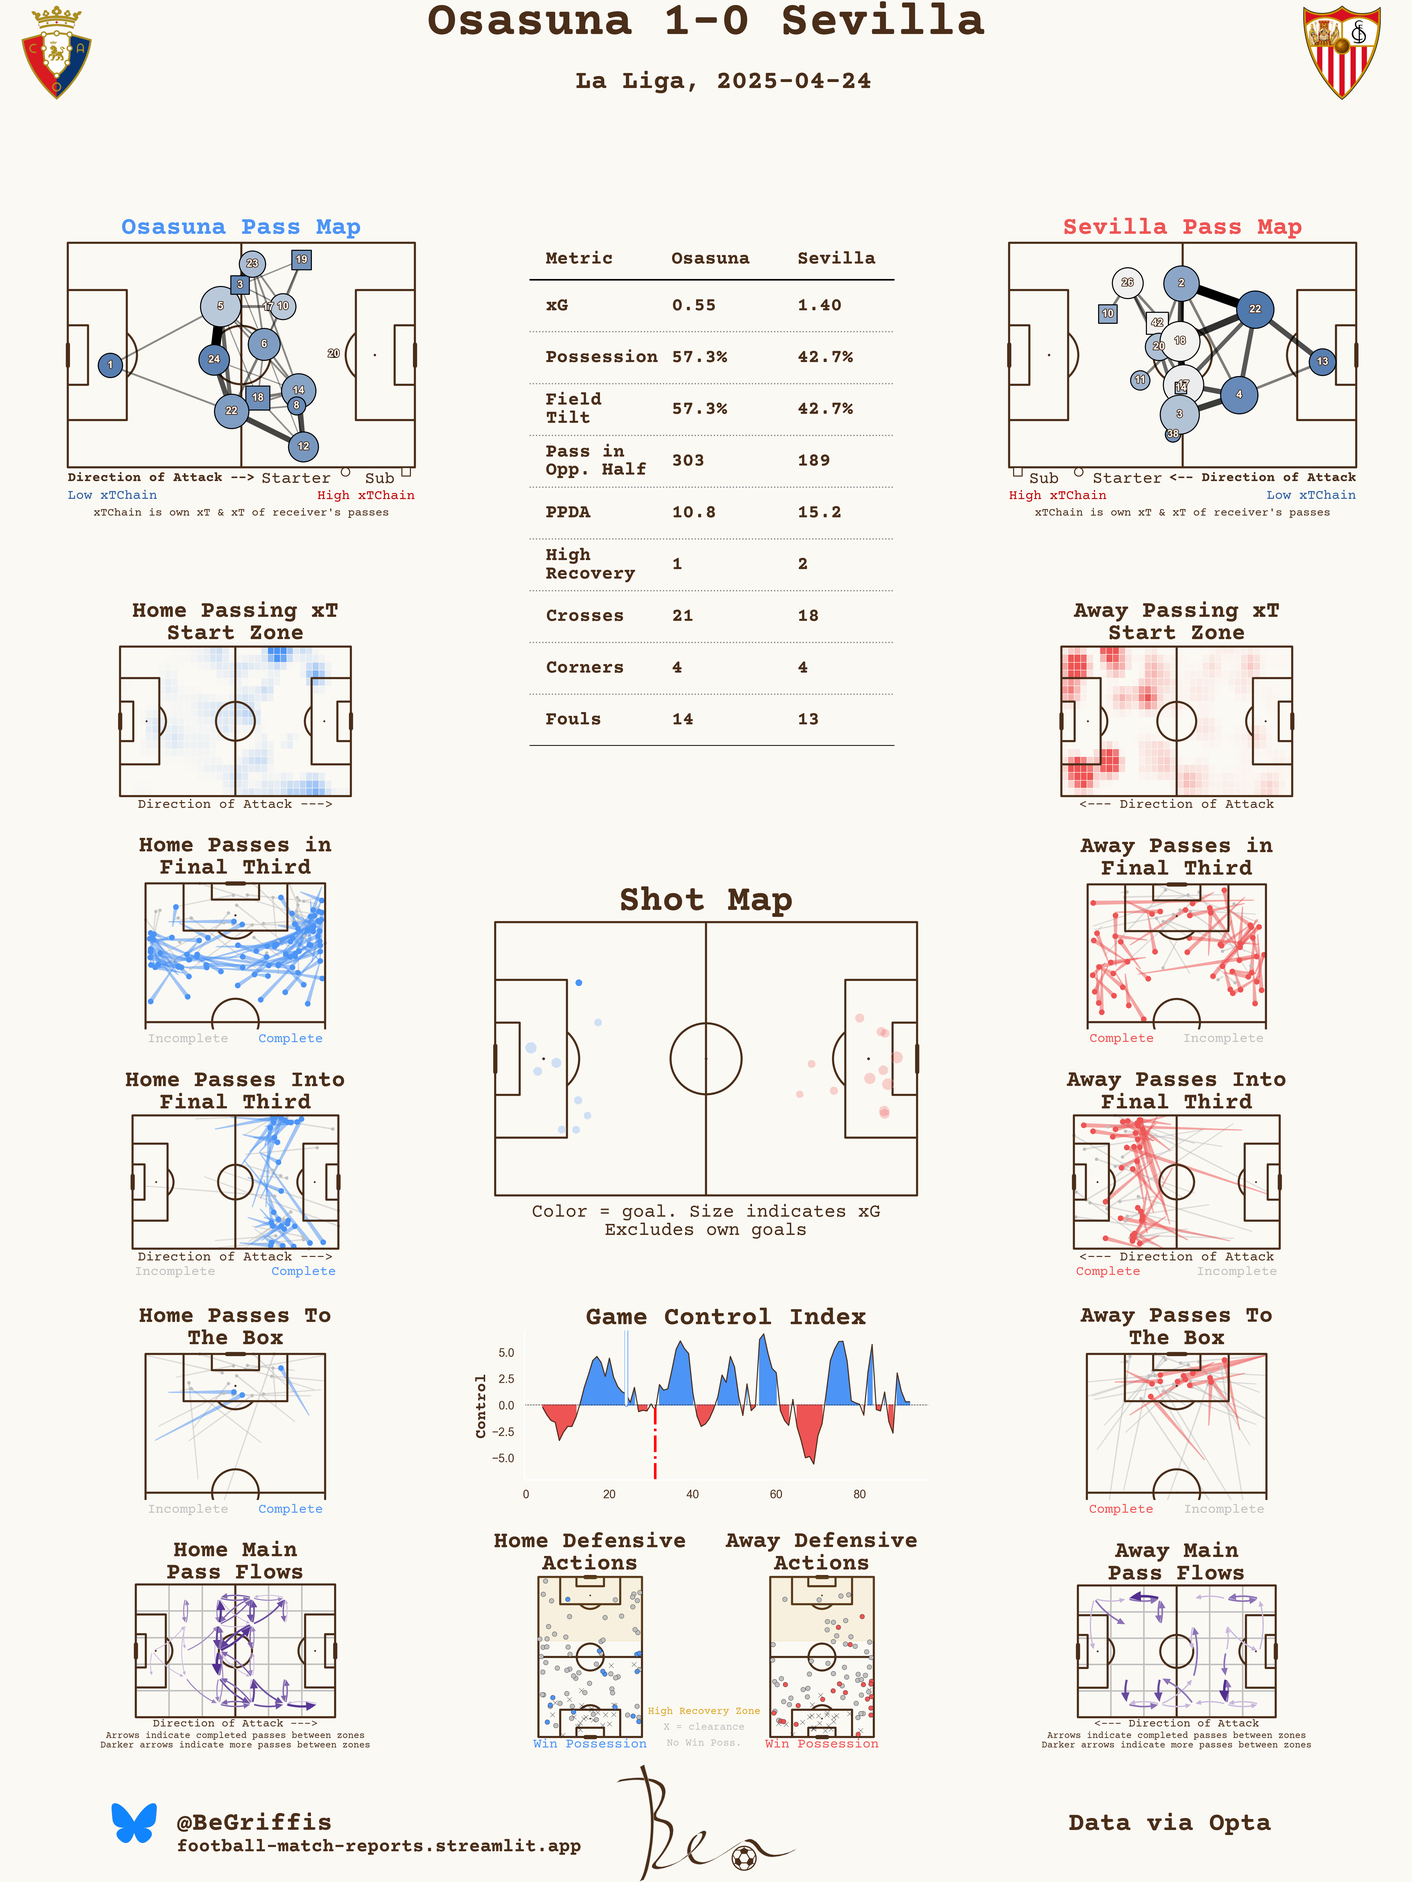 Osasuna 1-0 Sevilla
La Liga, 2025-04-24
Osasuna Pass Map
1
5
24
22
23
3
19
17
10
6
20
18
14
8
12
Direction of Attack --> Starter Sub
Low xTChain High xTChain
xTChain is own xT & xT of receiver's passes
Metric Osasuna Sevilla
xG 0.55 1.40
Possession 57.3% 42.7%
Field
Tilt 57.3% 42.7%
Pass in
Opp. Half 303 189
PPDA 10.8 15.2
High
Recovery 1 2
Crosses 21 18
Corners 4 4
Fouls 14 13
Sevilla Pass Map
26
2
10
42
22
20
18
13
11
17
14
4
3
38
Sub Starter <-- Direction of Attack
High xTChain Low xTChain
xTChain is own xT & xT of receiver's passes
Home Passing xT
Start Zone
Direction of Attack --->
Away Passing xT
Start Zone
<--- Direction of Attack
Home Passes in
Final Third
Incomplete Complete
Away Passes in
Final Third
Complete Incomplete
Shot Map
Color = goal. Size indicates xG
Excludes own goals
Home Passes Into
Final Third
Direction of Attack --->
Incomplete Complete
Away Passes Into
Final Third
<--- Direction of Attack
Complete Incomplete
Home Passes To
The Box
Incomplete Complete
Game Control Index
Control
5.0
2.5
0.0
−2.5
−5.0
0 20 40 60 80
Away Passes To
The Box
Complete Incomplete
Home Main
Pass Flows
Direction of Attack --->
Arrows indicate completed passes between zones
Darker arrows indicate more passes between zones
Home Defensive
Actions
Win Possession
High Recovery Zone
X = clearance
No Win Poss.
Away Defensive
Actions
Win Possession
Away Main
Pass Flows
<--- Direction of Attack
Arrows indicate completed passes between zones
Darker arrows indicate more passes between zones
@BeGriffis
football-match-reports.streamlit.app
Ben
Data via Opta